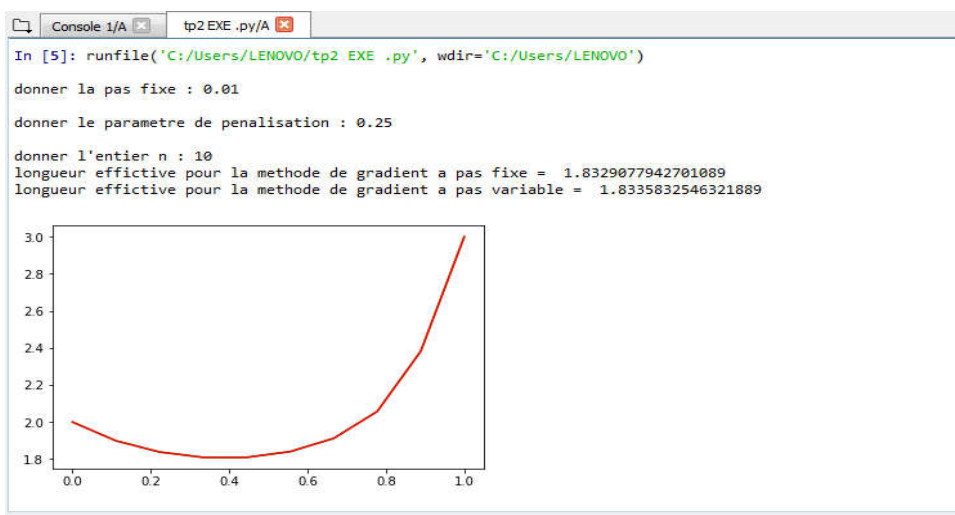 Console 1/A
tp2 EXE .py/A
In [5]: runfile('C:/Users/LENOVO/tp2 EXE .py', wdir='C:/Users/LENOVO')
donner la pas fixe : 0.01
donner le parametre de penalisation : 0.25
donner l'entier n : 10
longueur effictive pour la methode de gradient a pas fixe =  1.8329077942701089
longueur effictive pour la methode de gradient a pas variable =  1.8335832546321889
3.0
2.8
2.6
2.4
2.2
2.0
1.8
0.0 0.2 0.4 0.6 0.8 1.0